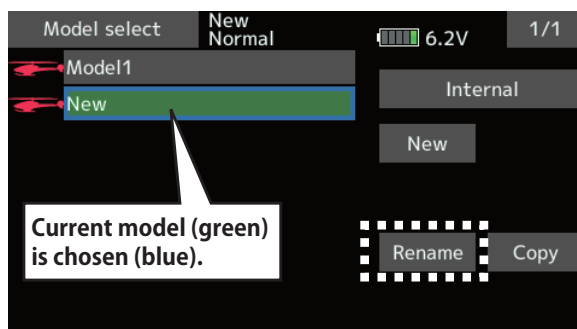 Model select
New
Normal
6.2V
1/1
Model1
Internal
New
New
Current model (green)
is chosen (blue).
Rename
Copy